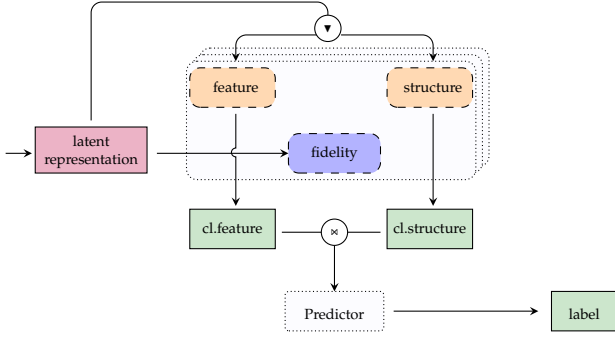 ▼
feature
structure
latent
representation
fidelity
cl.feature
⋈
cl.structure
Predictor
label